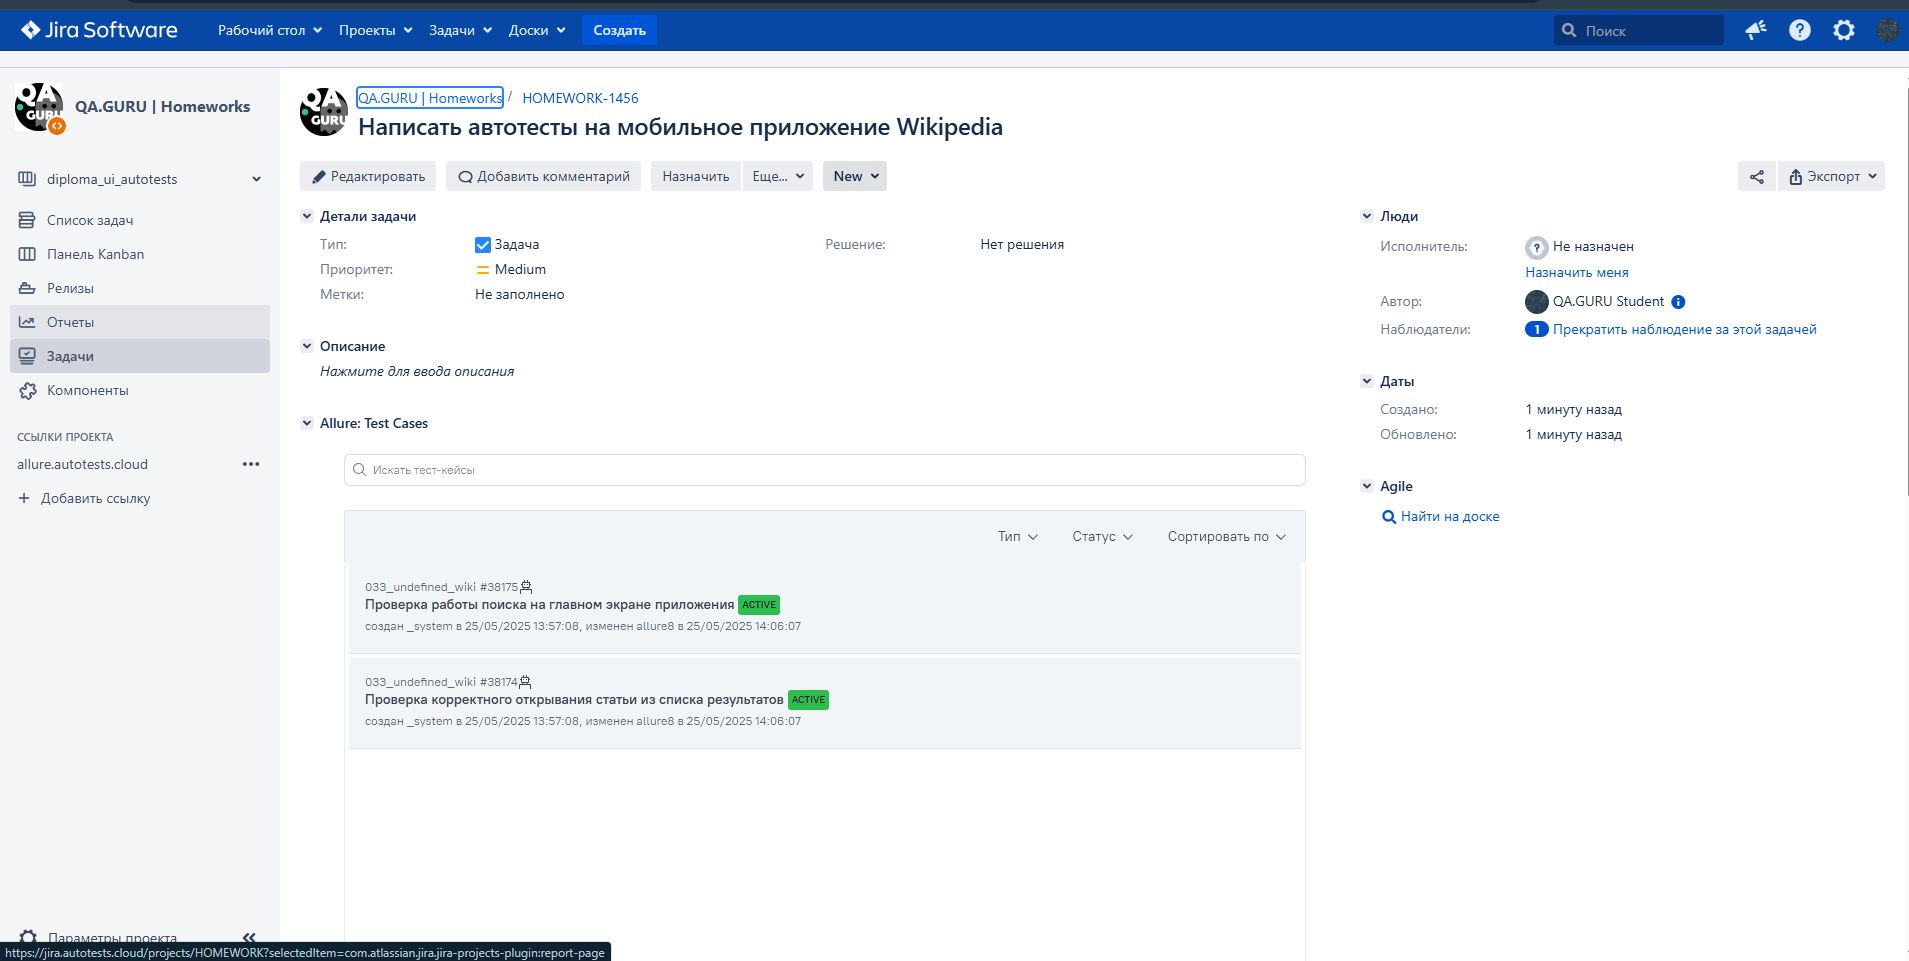 Jira Software
Рабочий стол
Проекты
Задачи
Доски
Создать
Поиск
QA GURU
QA.GURU | Homeworks
diploma_ui_autotests
Список задач
Панель Kanban
Релизы
Отчеты
Задачи
Компоненты
ССЫЛКИ ПРОЕКТА
allure.autotests.cloud
Добавить ссылку
Параметры проекта
QA GURU
QA.GURU | Homeworks / HOMEWORK-1456
Написать автотесты на мобильное приложение Wikipedia
Редактировать
Добавить комментарий
Назначить
Еще...
New
Экспорт
Детали задачи
Тип: Задача
Решение: Нет решения
Приоритет: Medium
Метки: Не заполнено
Описание
Нажмите для ввода описания
Allure: Test Cases
Искать тест-кейсы
Тип
Статус
Сортировать по
033_undefined_wiki #38175
Проверка работы поиска на главном экране приложения ACTIVE
создан _system в 25/05/2025 13:57:08, изменен allure8 в 25/05/2025 14:06:07
033_undefined_wiki #38174
Проверка корректного открывания статьи из списка результатов ACTIVE
создан _system в 25/05/2025 13:57:08, изменен allure8 в 25/05/2025 14:06:07
Люди
Исполнитель: Не назначен
Назначить меня
Автор: QA.GURU Student
Наблюдатели: 1 Прекратить наблюдение за этой задачей
Даты
Создано: 1 минуту назад
Обновлено: 1 минуту назад
Agile
Найти на доске
https://jira.autotests.cloud/projects/HOMEWORK?selectedItem=com.atlassian.jira.jira-projects-plugin:report-page